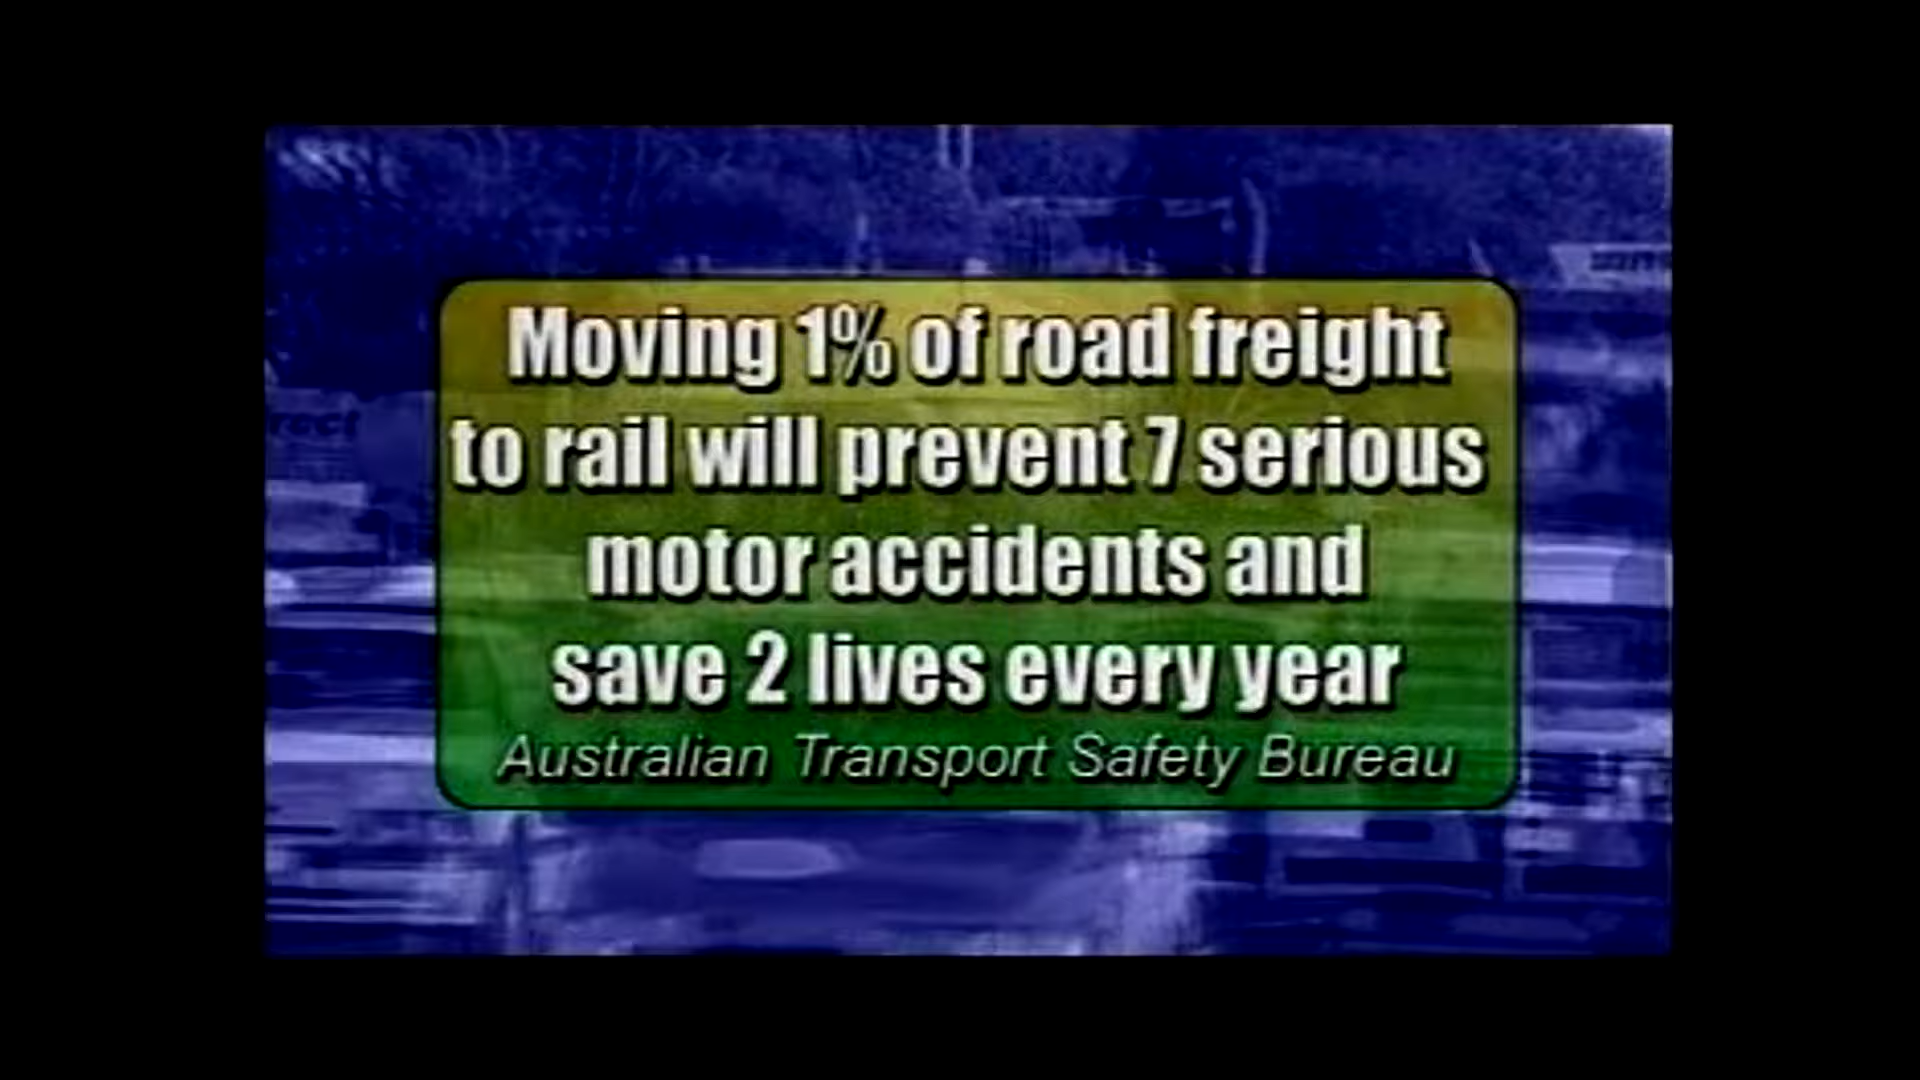 Moving 1% of road freight
to rail will prevent 7 serious
motor accidents and
save 2 lives every year
Australian Transport Safety Bureau